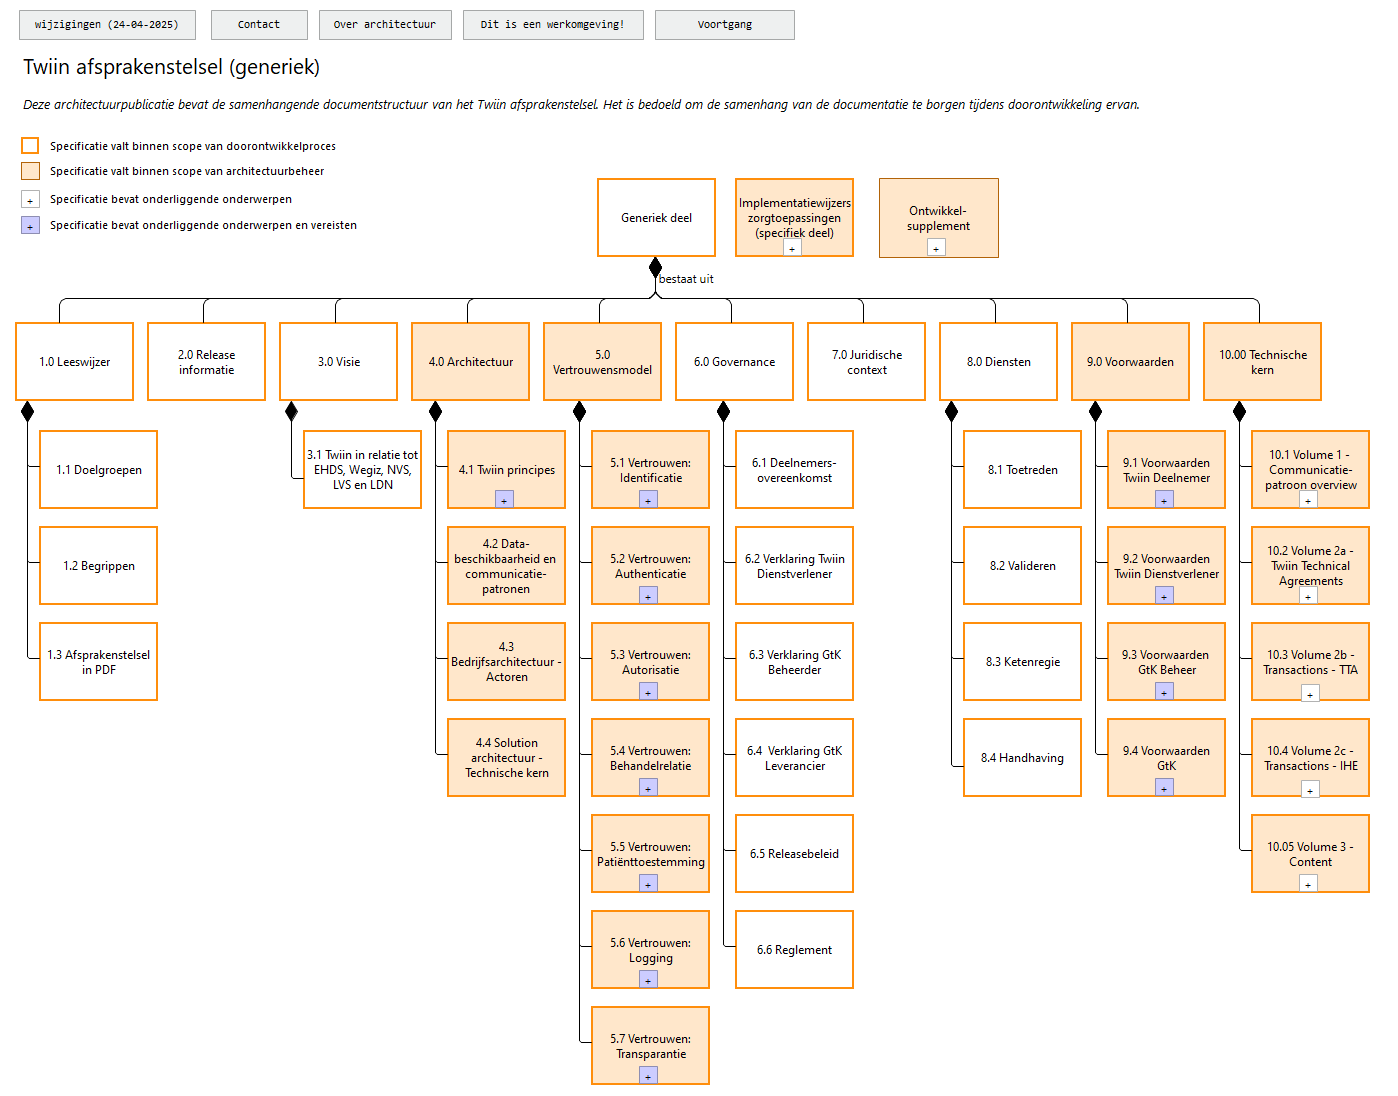 wijzigingen (24-04-2025)
Contact
Over architectuur
Dit is een werkomgeving!
Voortgang
Twiin afsprakenstelsel (generiek)
Deze architectuurpublicatie bevat de samenhangende documentstructuur van het Twiin afsprakenstelsel. Het is bedoeld om de samenhang van de documentatie te borgen tijdens doorontwikkeling ervan.
Specificatie valt binnen scope van doorontwikkelproces
Specificatie valt binnen scope van architectuurbeheer
+
Specificatie bevat onderliggende onderwerpen
+
Specificatie bevat onderliggende onderwerpen en vereisten
Generiek deel
Implementatiewijzers
zorgtoepassingen
(specifiek deel)
+
Ontwikkel-
supplement
+
bestaat uit
1.0 Leeswijzer
2.0 Release
informatie
3.0 Visie
4.0 Architectuur
5.0
Vertrouwensmodel
6.0 Governance
7.0 Juridische
context
8.0 Diensten
9.0 Voorwaarden
10.00 Technische
kern
1.1 Doelgroepen
1.2 Begrippen
1.3 Afsprakenstelsel
in PDF
3.1 Twiin in relatie tot
EHDS, Wegiz, NVS,
LVS en LDN
4.1 Twiin principes
+
4.2 Data-
beschikbaarheid en
communicatie-
patronen
4.3
Bedrijfsarchitectuur -
Actoren
4.4 Solution
architectuur -
Technische kern
5.1 Vertrouwen:
Identificatie
+
5.2 Vertrouwen:
Authenticatie
+
5.3 Vertrouwen:
Autorisatie
+
5.4 Vertrouwen:
Behandelrelatie
+
5.5 Vertrouwen:
Patiënttoestemming
+
5.6 Vertrouwen:
Logging
+
5.7 Vertrouwen:
Transparantie
+
6.1 Deelnemers-
overeenkomst
6.2 Verklaring Twiin
Dienstverlener
6.3 Verklaring GtK
Beheerder
6.4  Verklaring GtK
Leverancier
6.5 Releasebeleid
6.6 Reglement
8.1 Toetreden
8.2 Valideren
8.3 Ketenregie
8.4 Handhaving
9.1 Voorwaarden
Twiin Deelnemer
+
9.2 Voorwaarden
Twiin Dienstverlener
+
9.3 Voorwaarden
GtK Beheer
+
9.4 Voorwaarden
GtK
+
10.1 Volume 1 -
Communicatie-
patroon overview
+
10.2 Volume 2a -
Twiin Technical
Agreements
+
10.3 Volume 2b -
Transactions - TTA
+
10.4 Volume 2c -
Transactions - IHE
+
10.05 Volume 3 -
Content
+